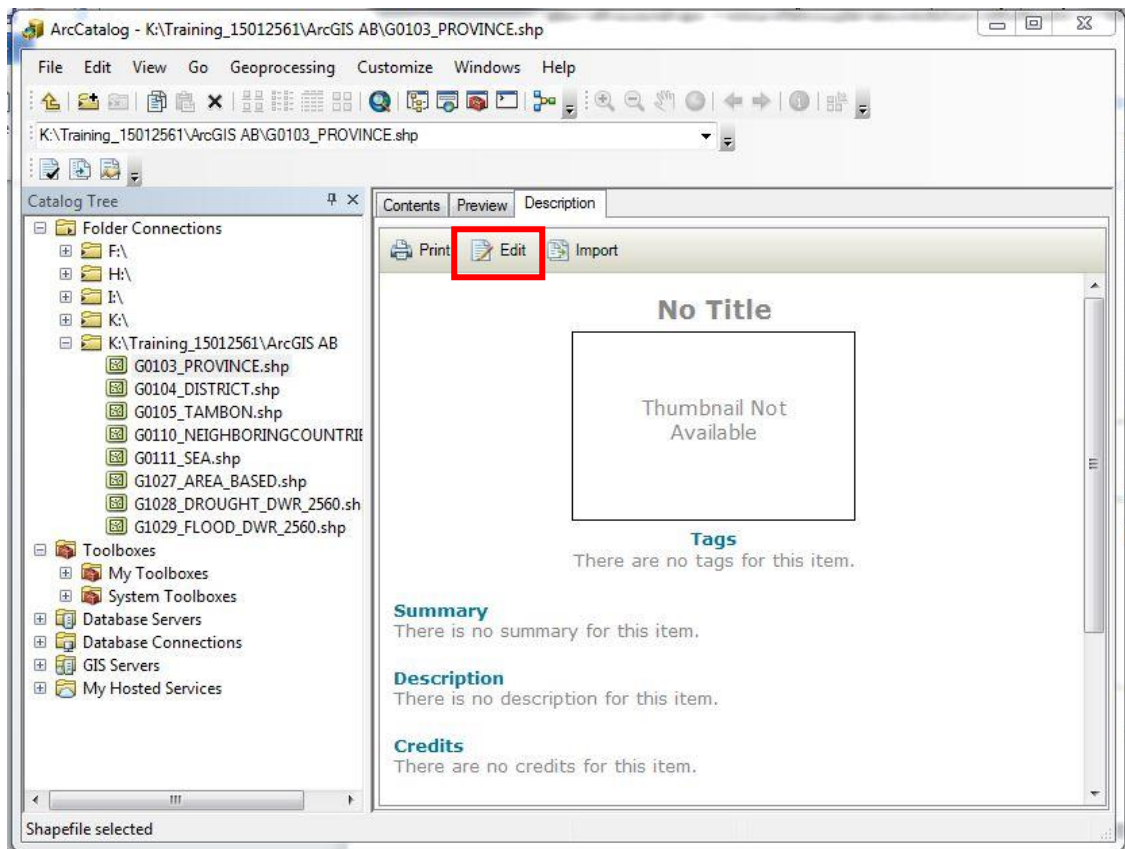 ArcCatalog - K:\Training_15012561\ArcGIS AB\G0103_PROVINCE.shp
File Edit View Go Geoprocessing Customize Windows Help
K:\Training_15012561\ArcGIS AB\G0103_PROVINCE.shp
Catalog Tree
Folder Connections
F:\
H:\
I:\
K:\
K:\Training_15012561\ArcGIS AB
G0103_PROVINCE.shp
G0104_DISTRICT.shp
G0105_TAMBON.shp
G0110_NEIGHBORINGCOUNTRIE
G0111_SEA.shp
G1027_AREA_BASED.shp
G1028_DROUGHT_DWR_2560.sh
G1029_FLOOD_DWR_2560.shp
Toolboxes
My Toolboxes
System Toolboxes
Database Servers
Database Connections
GIS Servers
My Hosted Services
Contents Preview Description
Print Edit Import
No Title
Thumbnail Not
Available
Tags
There are no tags for this item.
Summary
There is no summary for this item.
Description
There is no description for this item.
Credits
There are no credits for this item.
Shapefile selected